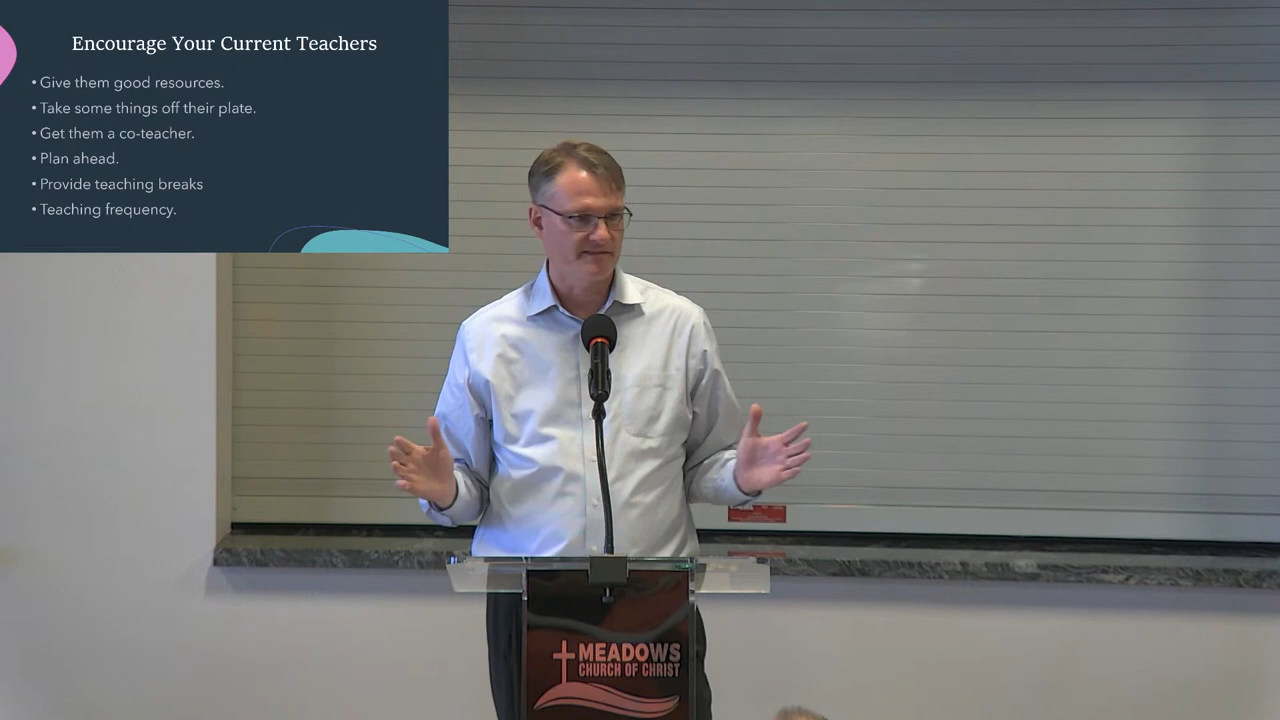 Encourage Your Current Teachers
• Give them good resources.
• Take some things off their plate.
• Get them a co-teacher.
• Plan ahead.
• Provide teaching breaks
• Teaching frequency.
MEADOWS
CHURCH OF CHRIST